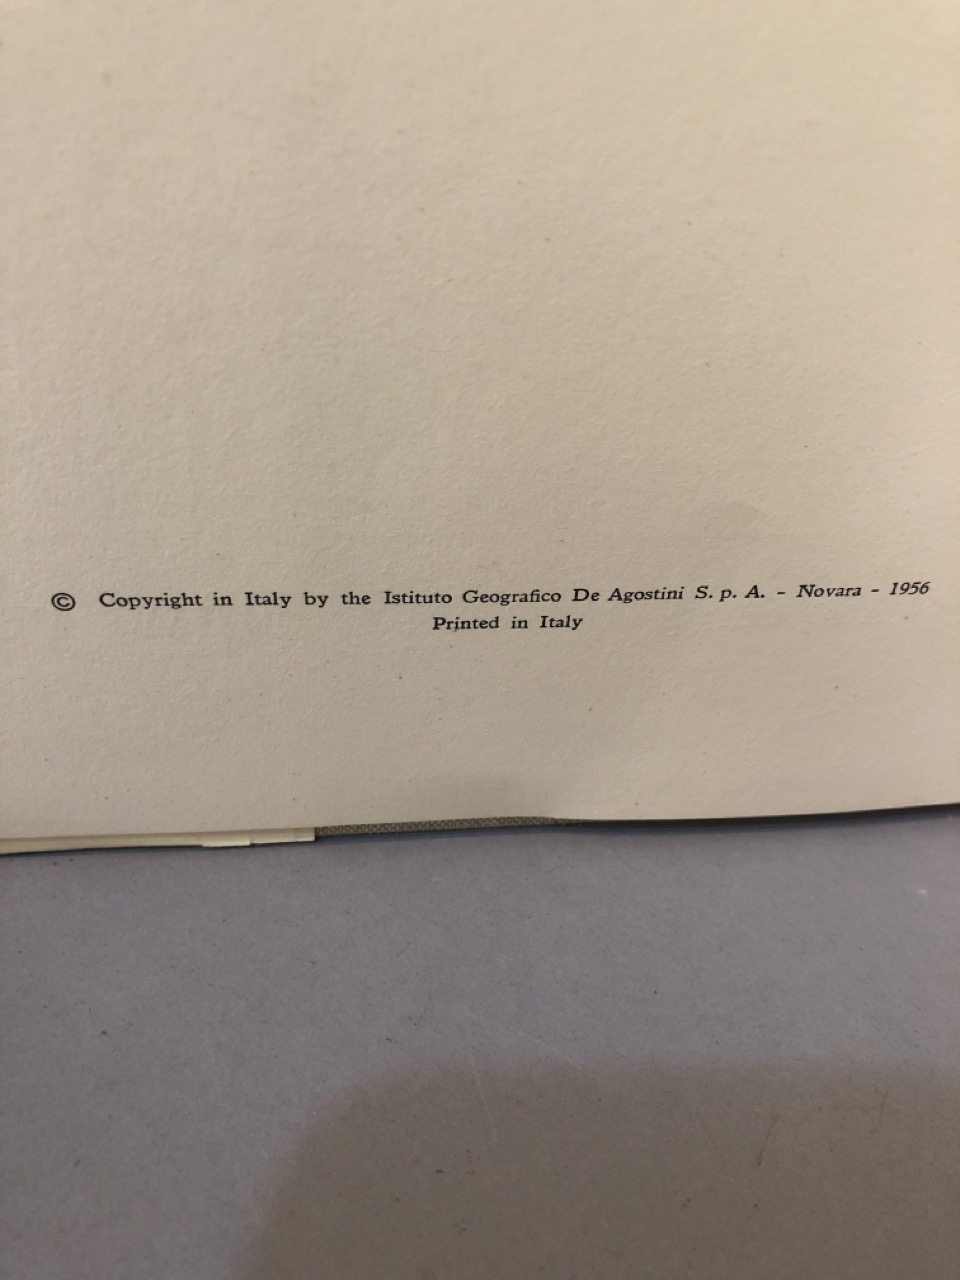 © Copyright in Italy by the Istituto Geografico De Agostini S. p. A. - Novara - 1956
Printed in Italy